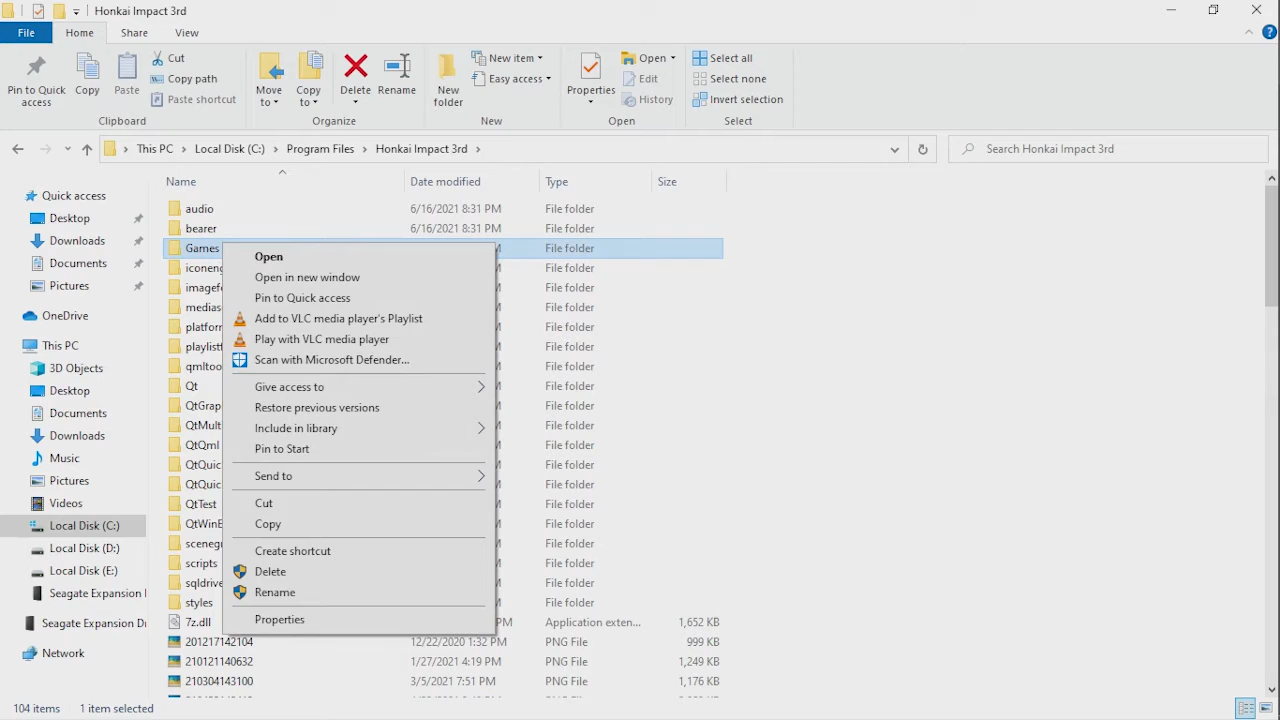 Honkai Impact 3rd
File Home Share View
Pin to Quick access
Copy
Paste
Cut
Copy path
Paste shortcut
Clipboard
Move to
Copy to
Delete
Rename
Organize
New folder
New item
Easy access
New
Properties
Open
Edit
History
Open
Select all
Select none
Invert selection
Select
This PC > Local Disk (C:) > Program Files > Honkai Impact 3rd >
Search Honkai Impact 3rd
Quick access
Desktop
Downloads
Documents
Pictures
OneDrive
This PC
3D Objects
Desktop
Documents
Downloads
Music
Pictures
Videos
Local Disk (C:)
Local Disk (D:)
Local Disk (E:)
Seagate Expansion
Seagate Expansion Dr
Network
Name Date modified Type Size
audio 6/16/2021 8:31 PM File folder
bearer 6/16/2021 8:31 PM File folder
Games M File folder
iconeng M File folder
imagefo M File folder
medias M File folder
platforn M File folder
playlistf M File folder
qmltoo M File folder
Qt M File folder
QtGrap M File folder
QtMult M File folder
QtQml M File folder
QtQuic M File folder
QtQuic M File folder
QtTest M File folder
QtWinE M File folder
sceneg M File folder
scripts M File folder
sqldrive M File folder
styles M File folder
7z.dll PM Application exten... 1,652 KB
201217142104 12/22/2020 1:32 PM PNG File 999 KB
210121140632 1/27/2021 4:19 PM PNG File 1,249 KB
210304143100 3/5/2021 7:51 PM PNG File 1,176 KB
Open
Open in new window
Pin to Quick access
Add to VLC media player's Playlist
Play with VLC media player
Scan with Microsoft Defender...
Give access to
Restore previous versions
Include in library
Pin to Start
Send to
Cut
Copy
Create shortcut
Delete
Rename
Properties
104 items 1 item selected